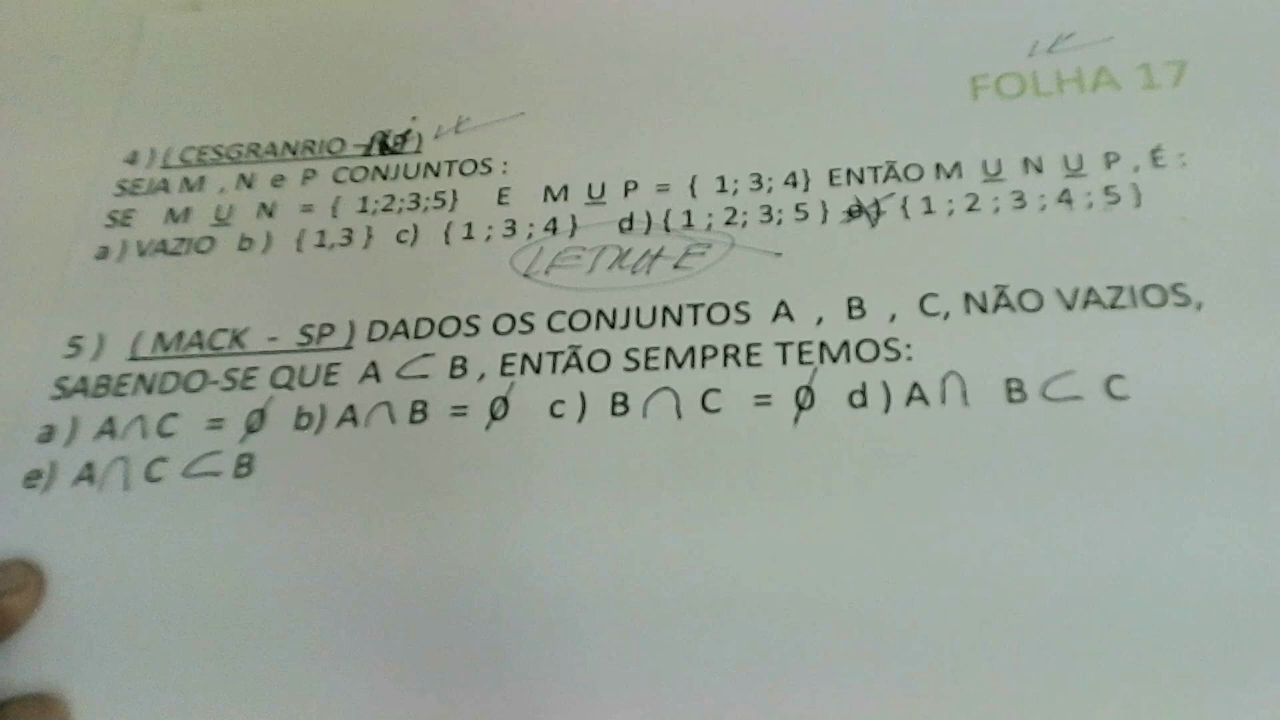 FOLHA 17
4) ( CESGRANRIO - )
SEJA M , N e P CONJUNTOS :
SE M U N = { 1;2;3;5} E M U P = { 1; 3; 4} ENTÃO M U N U P , É :
a ) VAZIO b ) { 1,3 } c) { 1 ; 3 ; 4 } d ) { 1 ; 2; 3; 5 } e) { 1 ; 2 ; 3 ; 4 ; 5 }
5 ) ( MACK - SP ) DADOS OS CONJUNTOS A , B , C, NÃO VAZIOS,
SABENDO-SE QUE A ⊂ B , ENTÃO SEMPRE TEMOS:
a ) A∩C = ∅ b) A∩B = ∅ c ) B ∩ C = ∅ d ) A∩ B ⊂ C
e) A∩ C ⊂ B